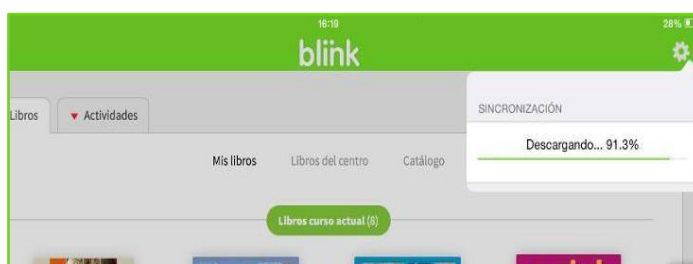 16:19
28%
blink
SINCRONIZACIÓN
Descargando... 91.3%
Libros
Actividades
Mis libros
Libros del centro
Catálogo
Libros curso actual (8)